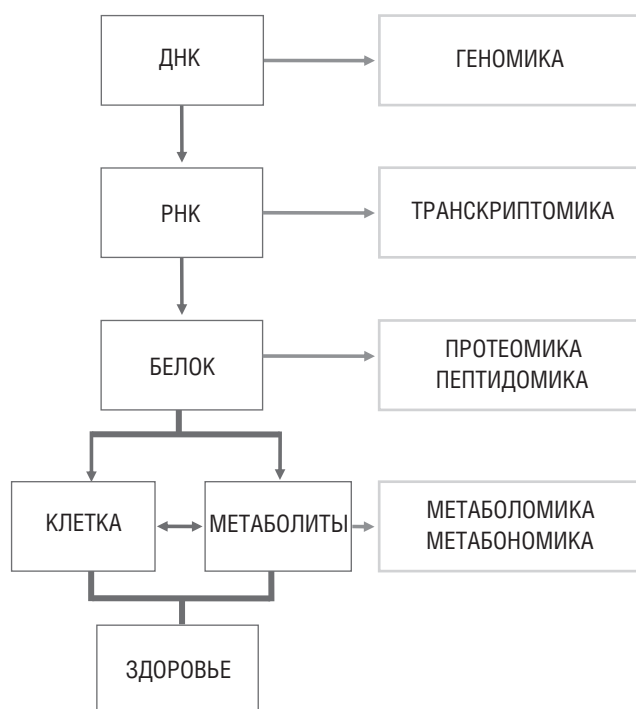 ДНК
ГЕНОМИКА
РНК
ТРАНСКРИПТОМИКА
БЕЛОК
ПРОТЕОМИКА
ПЕПТИДОМИКА
КЛЕТКА
МЕТАБОЛИТЫ
МЕТАБОЛОМИКА
МЕТАБОНОМИКА
ЗДОРОВЬЕ